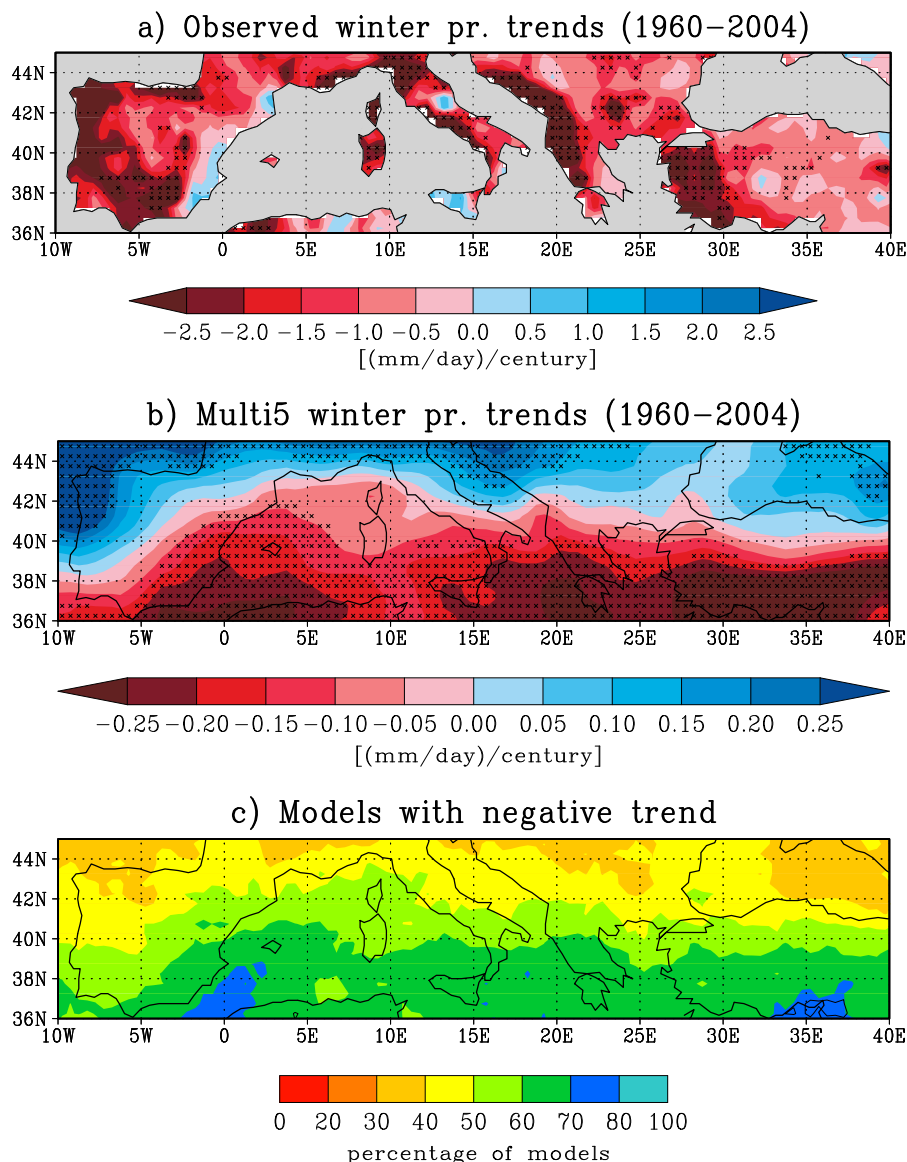 a) Observed winter pr. trends (1960−2004)
44N
42N
40N
38N
36N
10W 5W 0 5E 10E 15E 20E 25E 30E 35E 40E
−2.5 −2.0 −1.5 −1.0 −0.5 0.0 0.5 1.0 1.5 2.0 2.5
[(mm/day)/century]
b) Multi5 winter pr. trends (1960−2004)
44N
42N
40N
38N
36N
10W 5W 0 5E 10E 15E 20E 25E 30E 35E 40E
−0.25 −0.20 −0.15 −0.10 −0.05 0.00 0.05 0.10 0.15 0.20 0.25
[(mm/day)/century]
c) Models with negative trend
44N
42N
40N
38N
36N
10W 5W 0 5E 10E 15E 20E 25E 30E 35E 40E
0 20 30 40 50 60 70 80 100
percentage of models